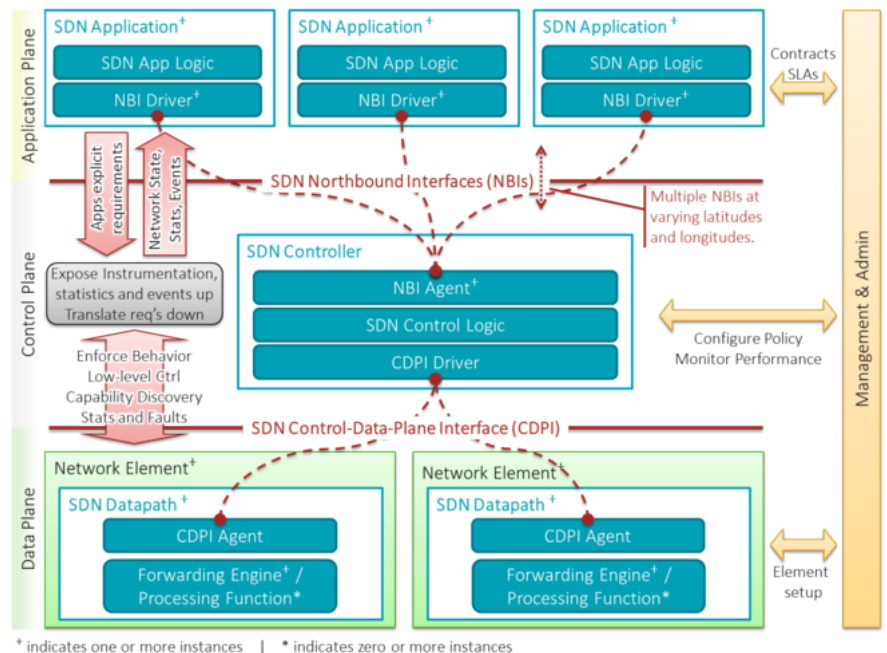 Application Plane
SDN Application+
SDN App Logic
NBI Driver+
SDN Application+
SDN App Logic
NBI Driver+
SDN Application+
SDN App Logic
NBI Driver+
Contracts
SLAs
Apps explicit
requirements
Network State,
Stats, Events
SDN Northbound Interfaces (NBIs)
Multiple NBIs at
varying latitudes
and longitudes.
Control Plane
Expose Instrumentation,
statistics and events up
Translate req's down
SDN Controller
NBI Agent+
SDN Control Logic
CDPI Driver
Configure Policy
Monitor Performance
Management & Admin
Enforce Behavior
Low-level Ctrl
Capability Discovery
Stats and Faults
SDN Control-Data-Plane Interface (CDPI)
Data Plane
Network Element+
SDN Datapath +
CDPI Agent
Forwarding Engine+ /
Processing Function*
Network Element+
SDN Datapath +
CDPI Agent
Forwarding Engine+ /
Processing Function*
Element
setup
+ indicates one or more instances | * indicates zero or more instances